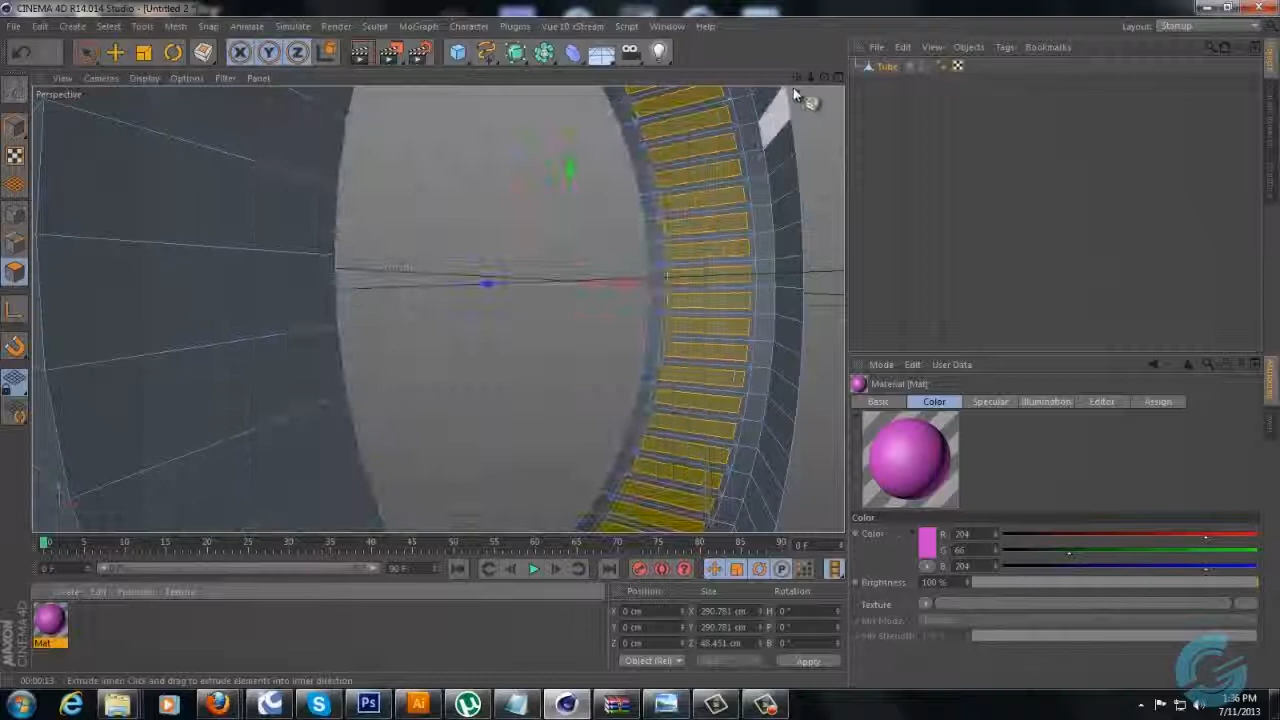 CINEMA 4D R14.014 Studio - [Untitled 2 *]
File Edit Create Select Tools Mesh Snap Animate Simulate Render Sculpt MoGraph Character Plugins Vue 10 xStream Script Window Help
Layout: Startup
X Y Z
View Cameras Display Options Filter Panel
File Edit View Objects Tags Bookmarks
Perspective
Tube
Mode Edit User Data
Material [Mat]
Basic Color Specular Illumination Editor Assign
Color
Color R 204
G 66
B 204
Brightness 100 %
Texture
Mix Mode
Mix Strength
0 5 10 15 20 25 30 35 40 45 50 55 60 65 70 75 80 85 90 0 F
0 F 90 F
P
Create Edit Function Texture
Position Size Rotation
X 0 cm X 290.781 cm H 0 °
Y 0 cm Y 290.781 cm P 0 °
Z 0 cm Z 48.451 cm B 0 °
Object (Rel) Apply
Mat
MAXON CINEMA 4D
00:00:13 Extrude Inner: Click and drag to extrude elements into inner direction
Ps Ai
1:36 PM
7/11/2013